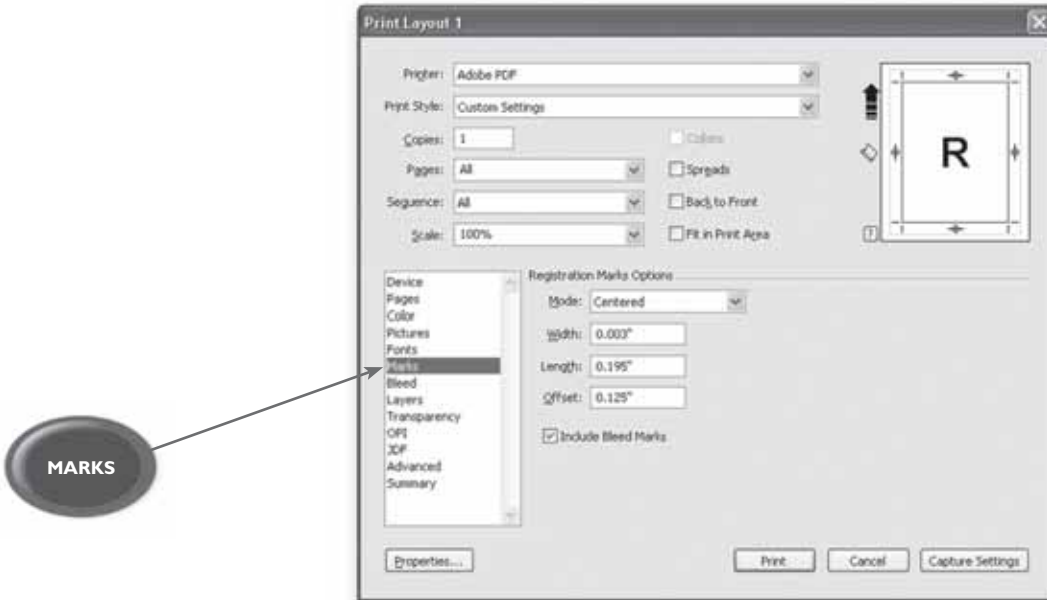 Print Layout 1
Printer: Adobe PDF
Print Style: Custom Settings
Copies: 1 Collate
Pages: All Spreads
Sequence: All Back to Front
Scale: 100% Fit in Print Area
R
?
Device
Pages
Color
Pictures
Fonts
Marks
Bleed
Layers
Transparency
OPI
JDF
Advanced
Summary
Registration Marks Options
Mode: Centered
Width: 0.003"
Length: 0.195"
Offset: 0.125"
Include Bleed Marks
MARKS
Properties... Print Cancel Capture Settings